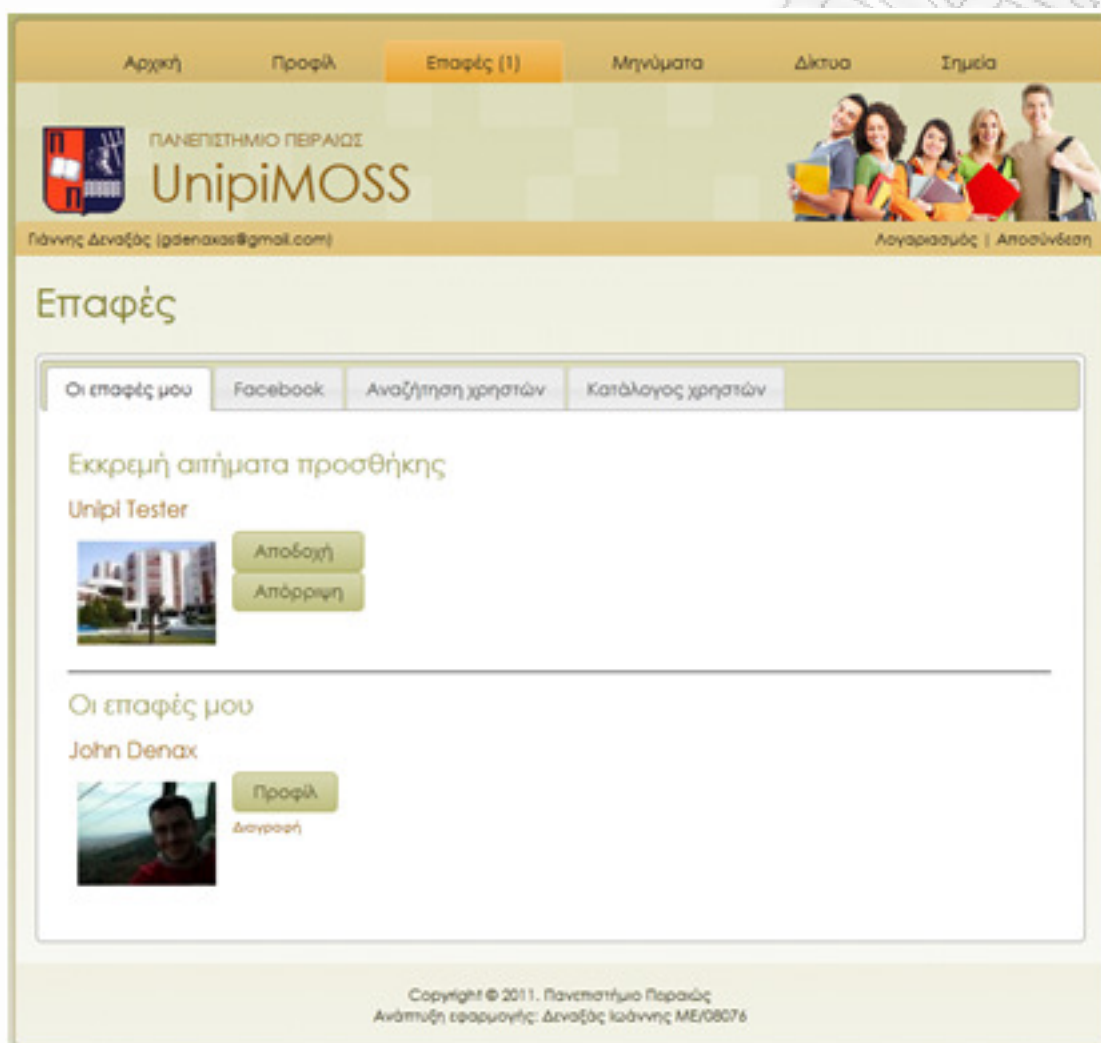 Αρχική Προφίλ Επαφές (1) Μηνύματα Δίκτυα Σημεία
ΠΑΝΕΠΙΣΤΗΜΙΟ ΠΕΙΡΑΙΩΣ
UnipiMOSS
Γιάννης Δεναξάς (gdenaxas@gmail.com) Λογαριασμός | Αποσύνδεση
Επαφές
Οι επαφές μου Facebook Αναζήτηση χρηστών Κατάλογος χρηστών
Εκκρεμή αιτήματα προσθήκης
Unipi Tester
Αποδοχή
Απόρριψη
Οι επαφές μου
John Denax
Προφίλ
Διαγραφή
Copyright © 2011. Πανεπιστήμιο Πειραιώς
Ανάπτυξη εφαρμογής: Δεναξάς Ιωάννης ΜΕ/08076